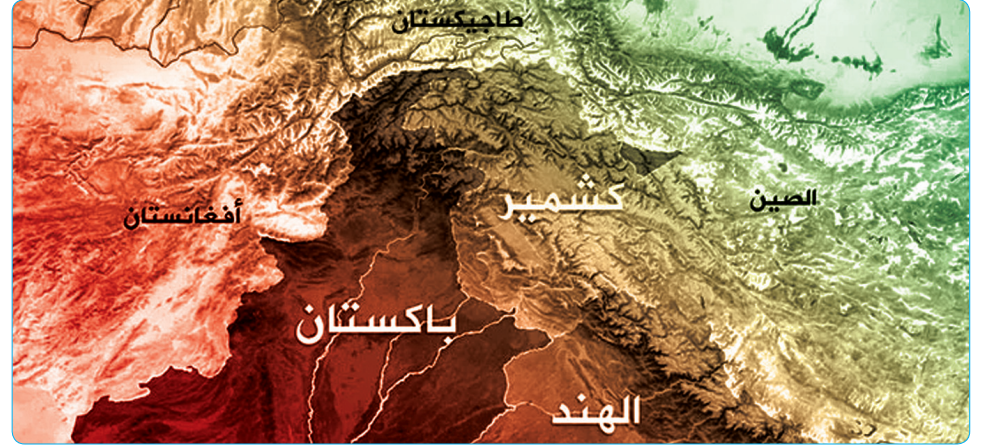 طاجيكستان
كشمير
الصين
أفغانستان
باكستان
الهند